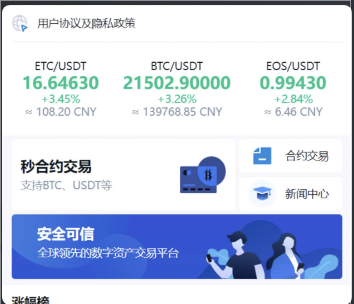 用户协议及隐私政策
ETC/USDT
BTC/USDT
EOS/USDT
16.64630
21502.90000
0.99430
+3.45%
+3.26%
+2.84%
≈ 108.20 CNY
≈ 139768.85 CNY
≈ 6.46 CNY
秒合约交易
支持BTC、USDT等
合约交易
新闻中心
安全可信
全球领先的数字资产交易平台
涨幅榜